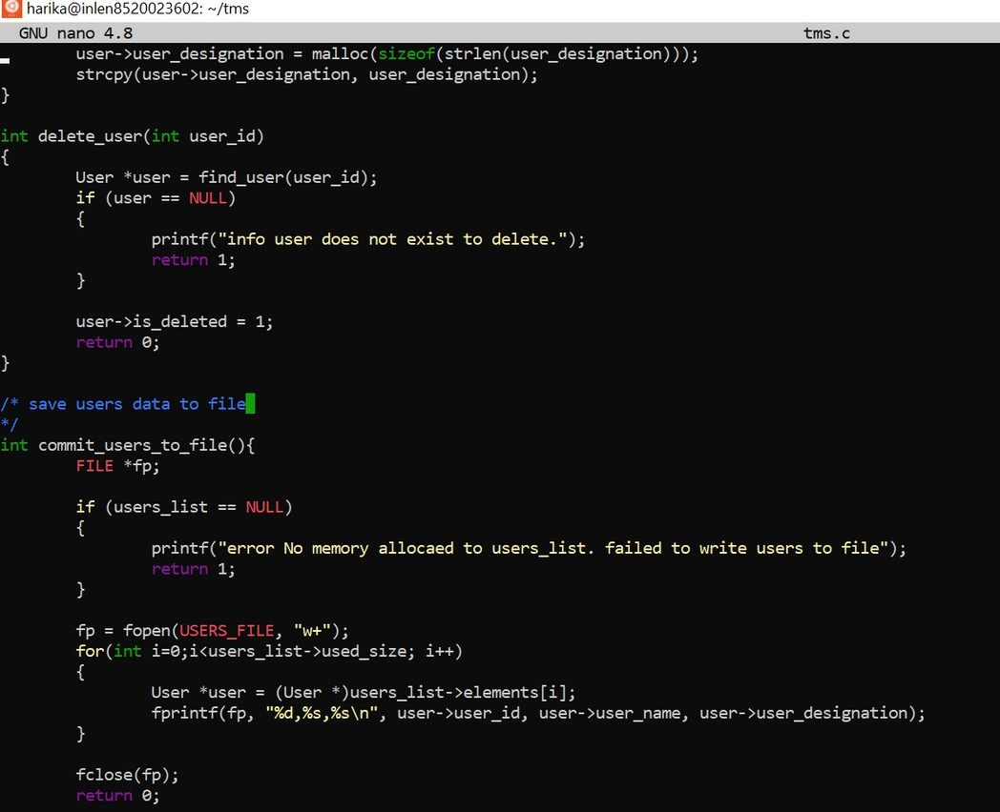 harika@inlen8520023602: ~/tms
GNU nano 4.8 tms.c
user->user_designation = malloc(sizeof(strlen(user_designation)));
strcpy(user->user_designation, user_designation);
}
int delete_user(int user_id)
{
User *user = find_user(user_id);
if (user == NULL)
{
printf("info user does not exist to delete.");
return 1;
}
user->is_deleted = 1;
return 0;
}
/* save users data to file
*/
int commit_users_to_file(){
FILE *fp;
if (users_list == NULL)
{
printf("error No memory allocaed to users_list. failed to write users to file");
return 1;
}
fp = fopen(USERS_FILE, "w+");
for(int i=0;i<users_list->used_size; i++)
{
User *user = (User *)users_list->elements[i];
fprintf(fp, "%d,%s,%s\n", user->user_id, user->user_name, user->user_designation);
}
fclose(fp);
return 0;